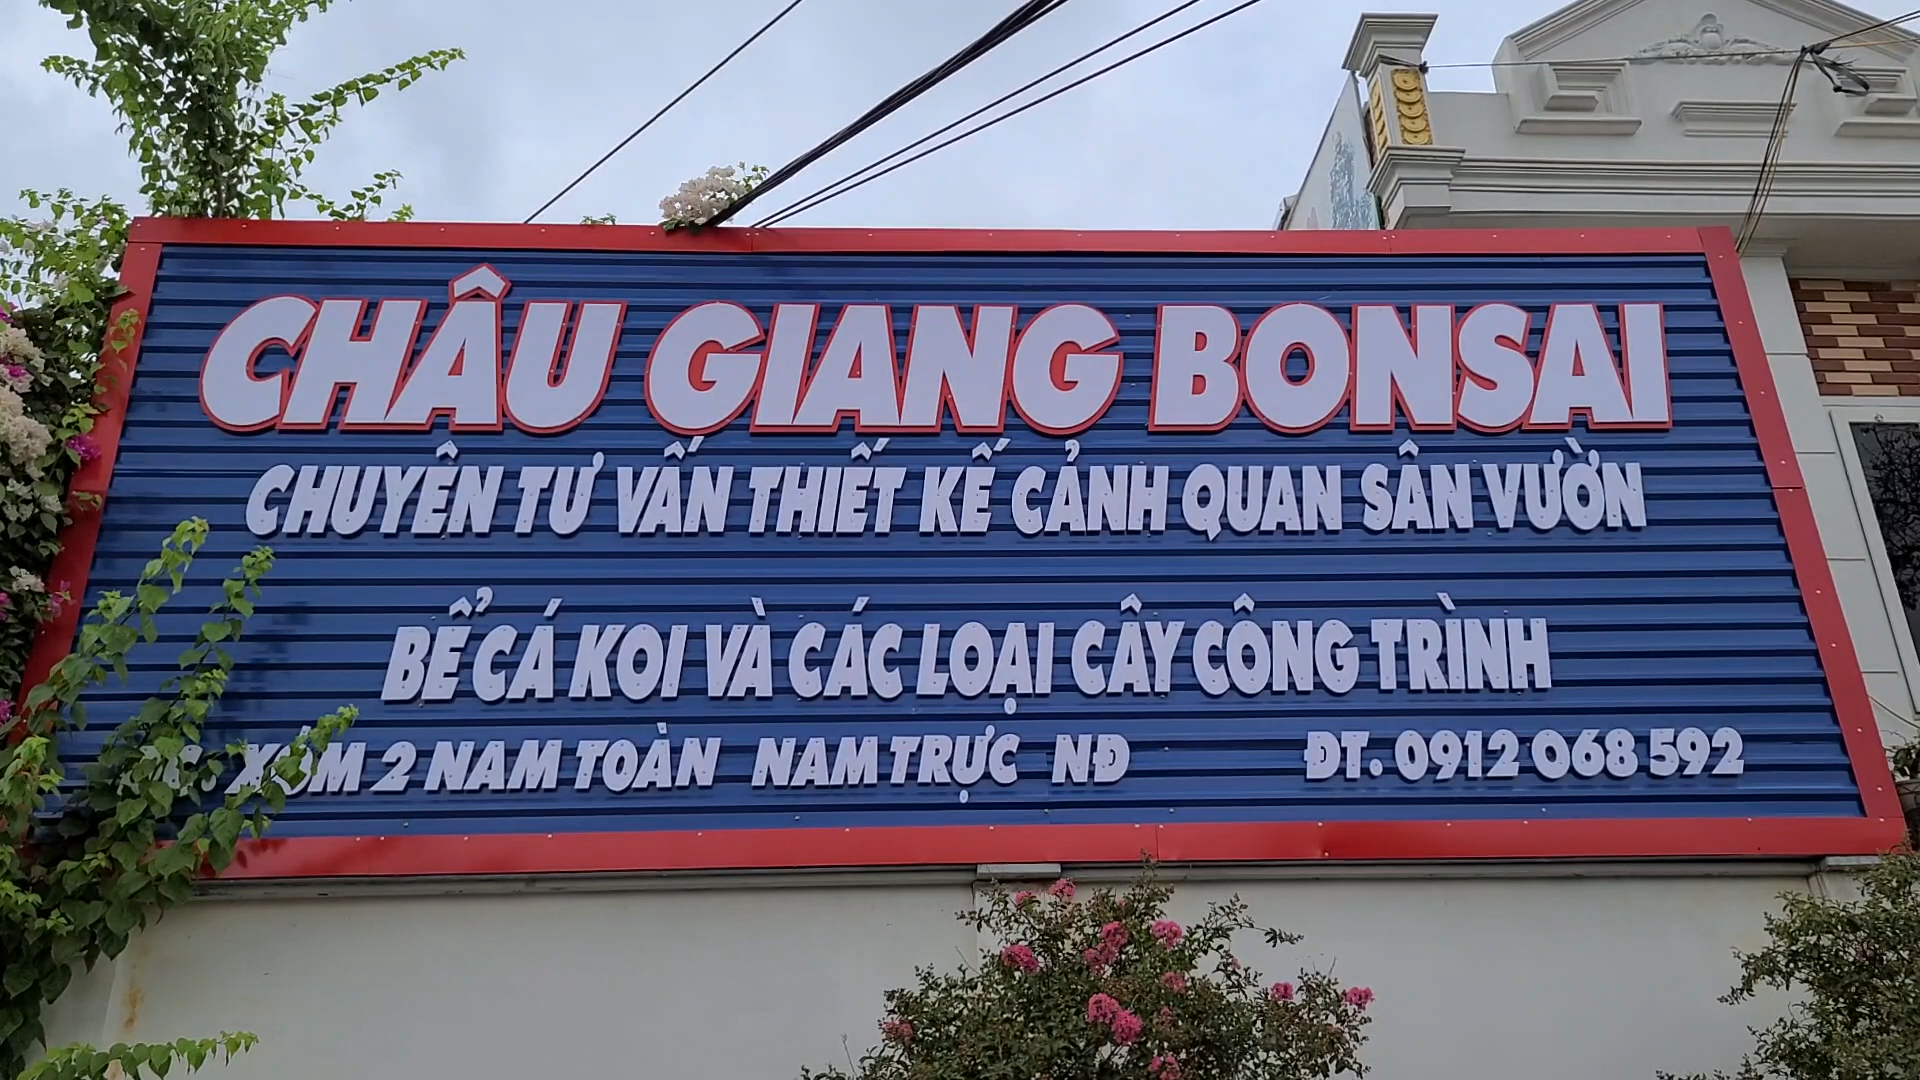 CHÂU GIANG BONSAI
CHUYÊN TƯ VẤN THIẾT KẾ CẢNH QUAN SÂN VƯỜN
BỂ CÁ KOI VÀ CÁC LOẠI CÂY CÔNG TRÌNH
XÓM 2 NAM TOÀN NAM TRỰC NĐ ĐT. 0912 068 592